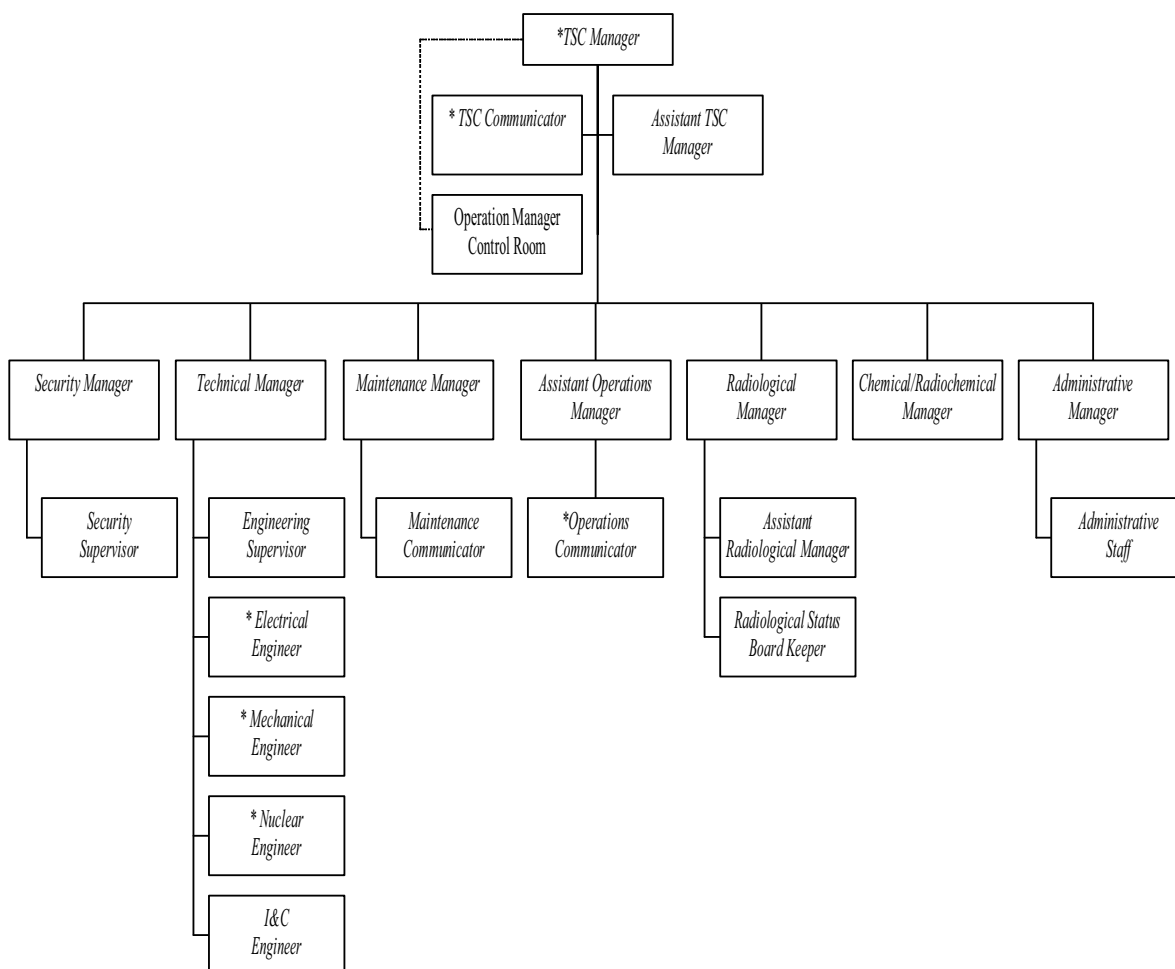 *TSC Manager
* TSC Communicator
Assistant TSC
Manager
Operation Manager
Control Room
Security Manager
Technical Manager
Maintenance Manager
Assistant Operations
Manager
Radiological
Manager
Chemical/Radiochemical
Manager
Administrative
Manager
Security
Supervisor
Engineering
Supervisor
Maintenance
Communicator
*Operations
Communicator
Assistant
Radiological Manager
Administrative
Staff
* Electrical
Engineer
Radiological Status
Board Keeper
* Mechanical
Engineer
* Nuclear
Engineer
I&C
Engineer